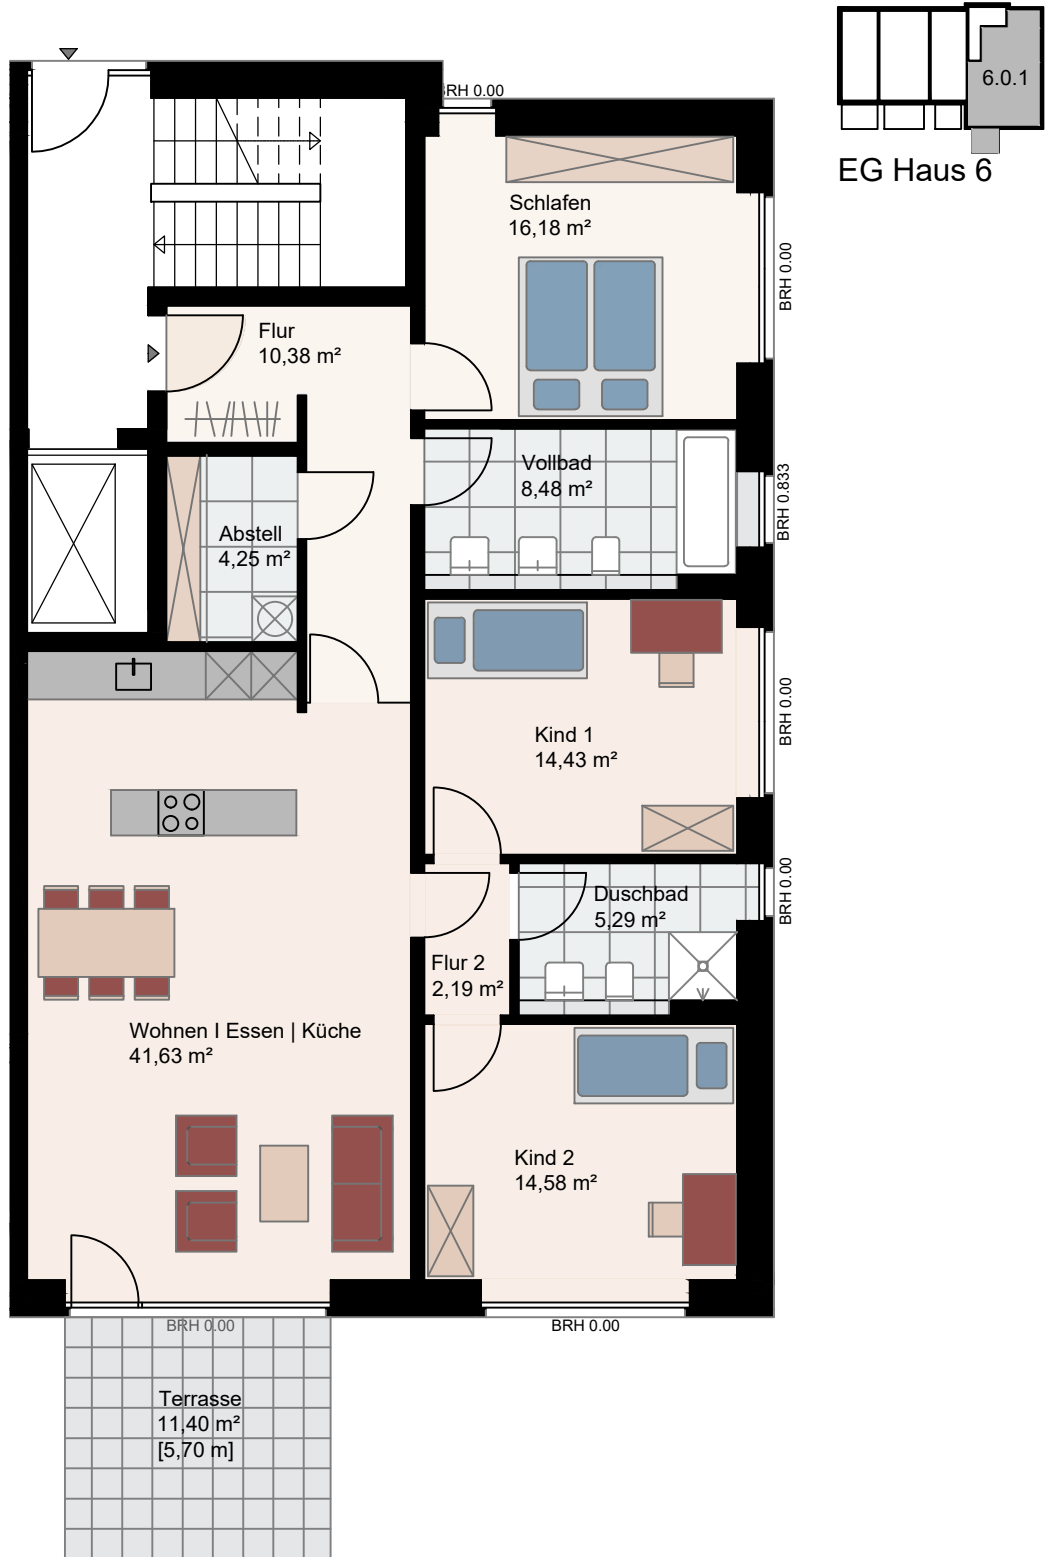 BRH 0.00
6.0.1
EG Haus 6
Schlafen
16,18 m²
BRH 0.00
Flur
10,38 m²
Vollbad
8,48 m²
BRH 0.833
Abstell
4,25 m²
BRH 0.00
Kind 1
14,43 m²
BRH 0.00
Duschbad
5,29 m²
Flur 2
2,19 m²
Wohnen I Essen | Küche
41,63 m²
Kind 2
14,58 m²
BRH 0.00
BRH 0.00
Terrasse
11,40 m²
[5,70 m]